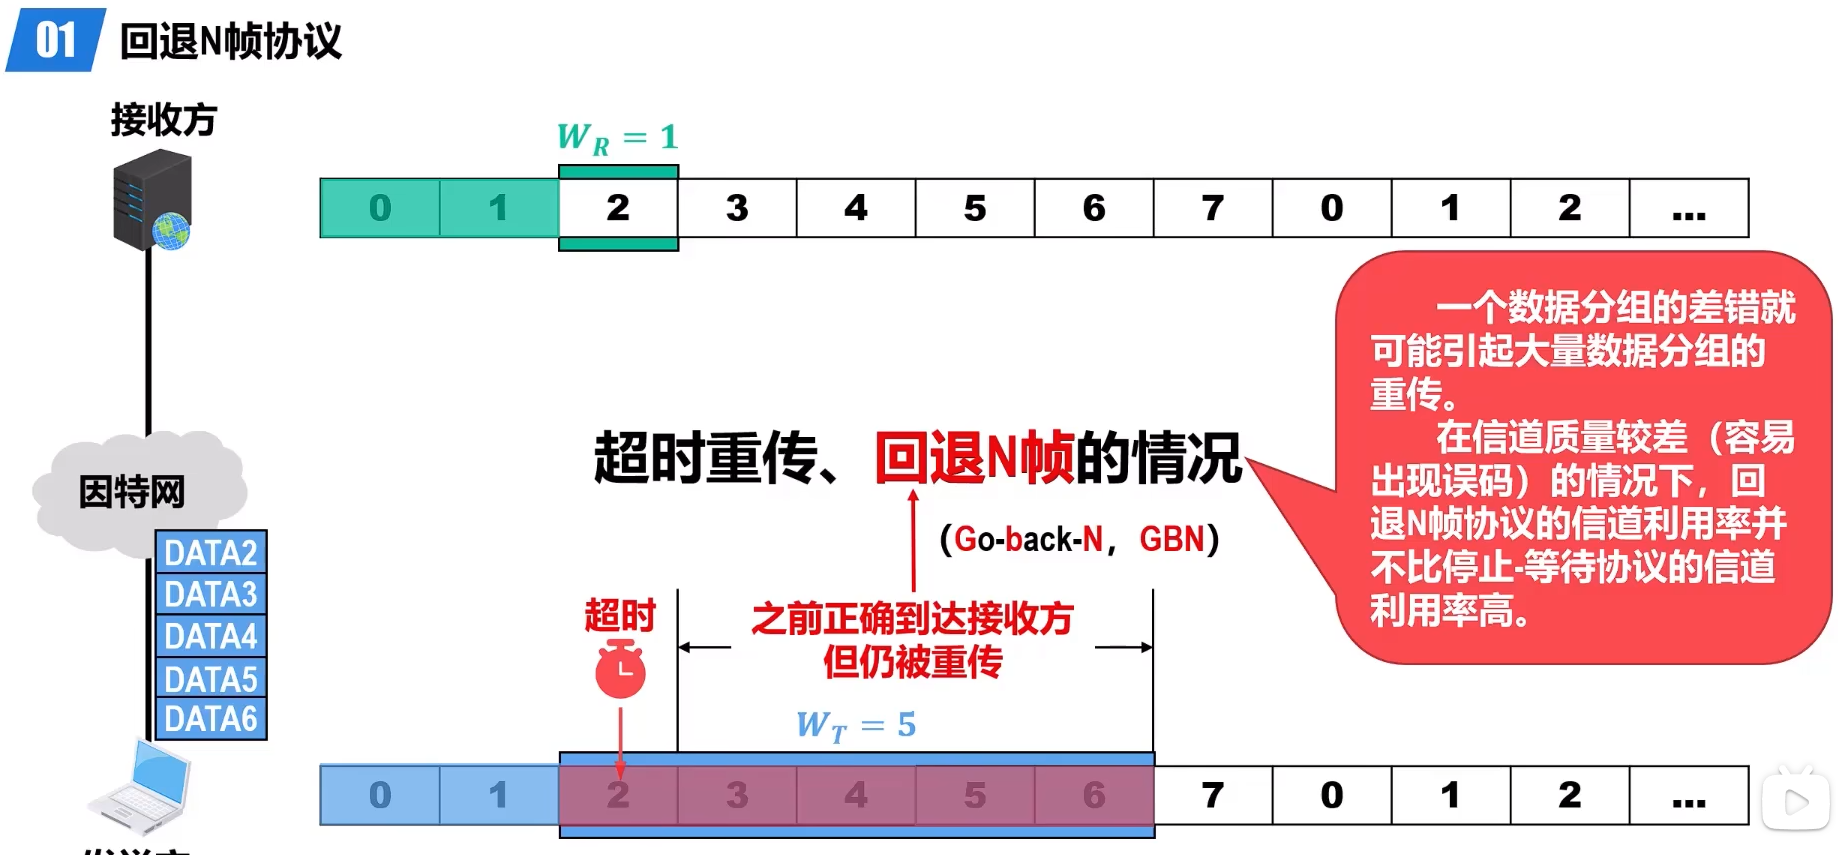 01 回退N帧协议
接收方
W_R = 1
0 1 2 3 4 5 6 7 0 1 2 ...
一个数据分组的差错就
可能引起大量数据分组的
重传。
在信道质量较差（容易
出现误码）的情况下，回
退N帧协议的信道利用率并
不比停止-等待协议的信道
利用率高。
超时重传、回退N帧的情况
（Go-back-N，GBN）
因特网
DATA2
DATA3
DATA4
DATA5
DATA6
超时
之前正确到达接收方
但仍被重传
W_T = 5
0 1 2 3 4 5 6 7 0 1 2 ...